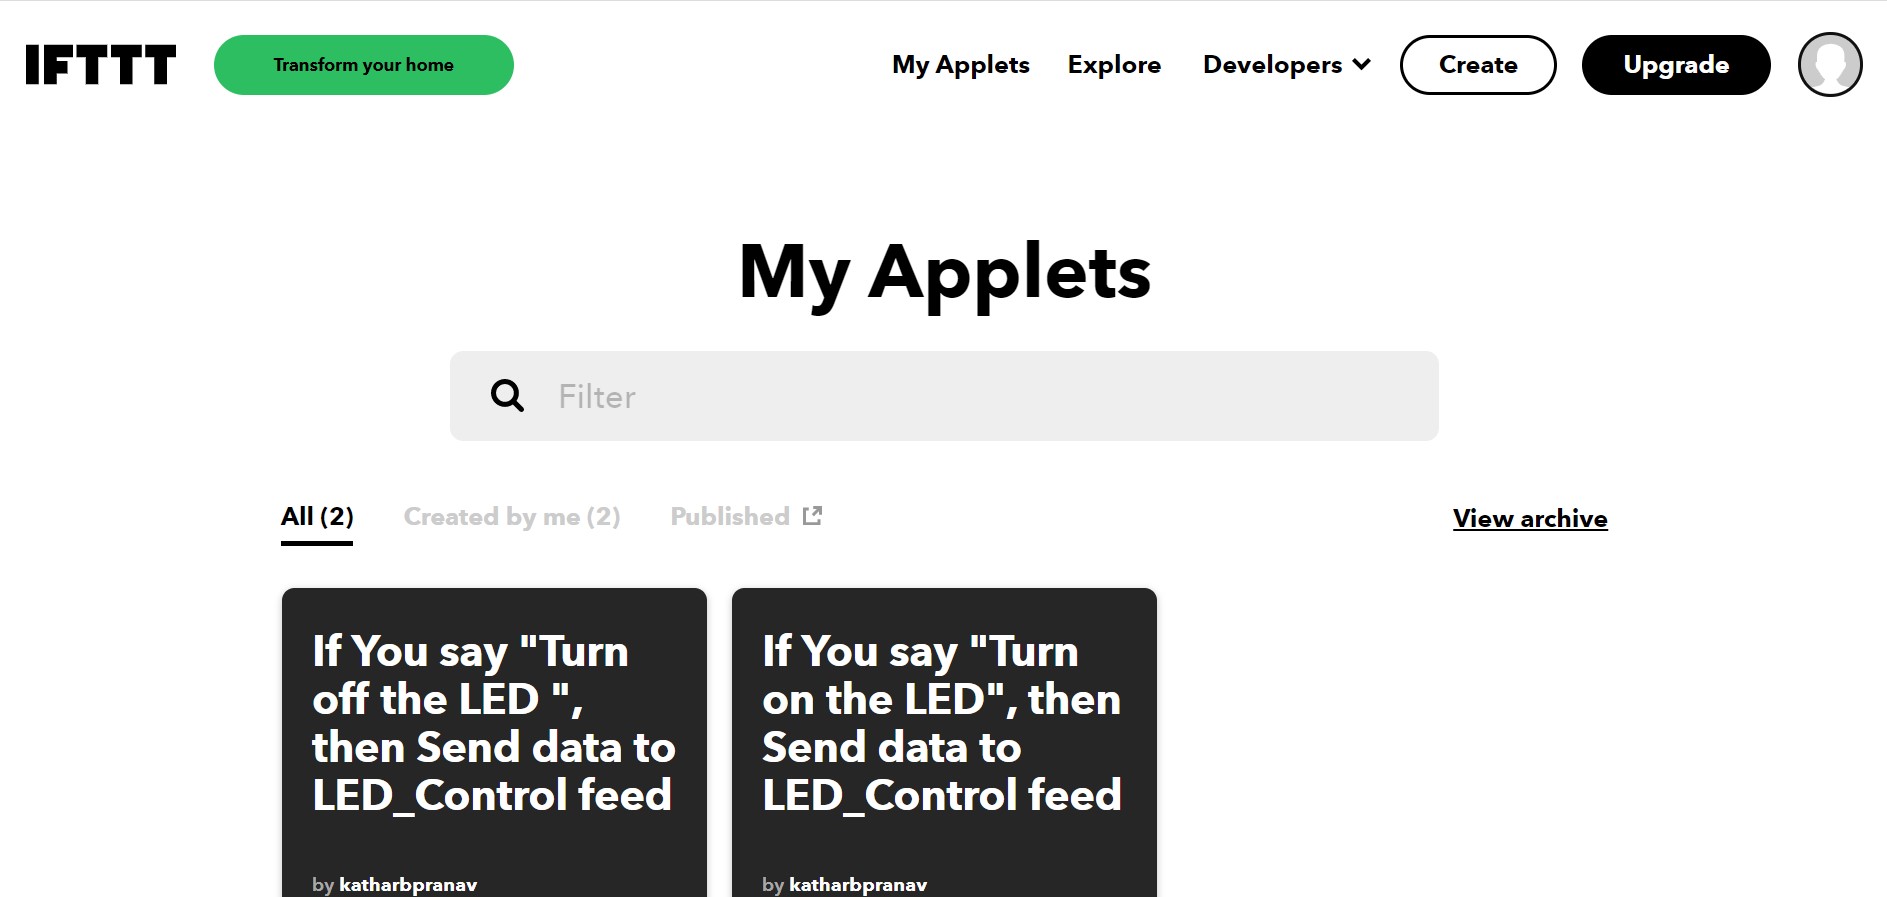 IFTTT
Transform your home
My Applets
Explore
Developers
Create
Upgrade
My Applets
Filter
All (2)
Created by me (2)
Published
View archive
If You say "Turn
off the LED ",
then Send data to
LED_Control feed
by katharbpranav
If You say "Turn
on the LED", then
Send data to
LED_Control feed
by katharbpranav